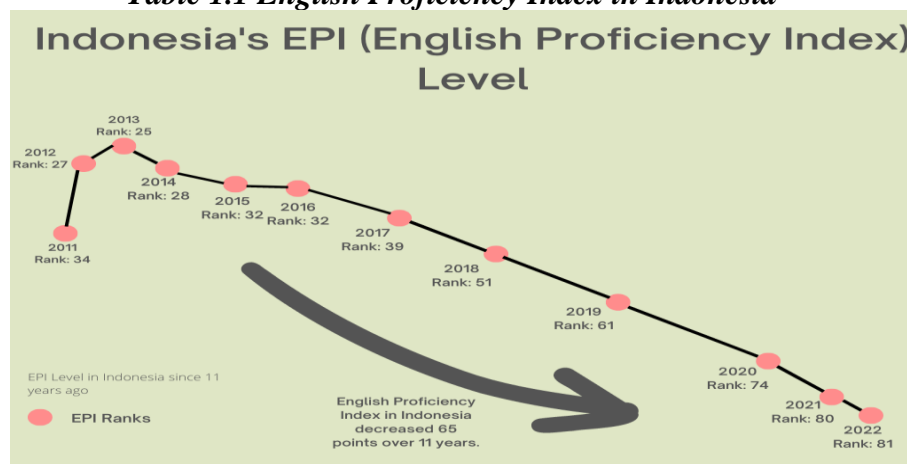 Table 1.1 English Proficiency Index in Indonesia
Indonesia's EPI (English Proficiency Index)
Level
2013
Rank: 25
2012
Rank: 27
2014
Rank: 28
2015
Rank: 32
2016
Rank: 32
2011
Rank: 34
2017
Rank: 39
2018
Rank: 51
2019
Rank: 61
2020
Rank: 74
2021
Rank: 80
2022
Rank: 81
EPI Level in Indonesia since 11
years ago
EPI Ranks
English Proficiency
Index in Indonesia
decreased 65
points over 11 years.